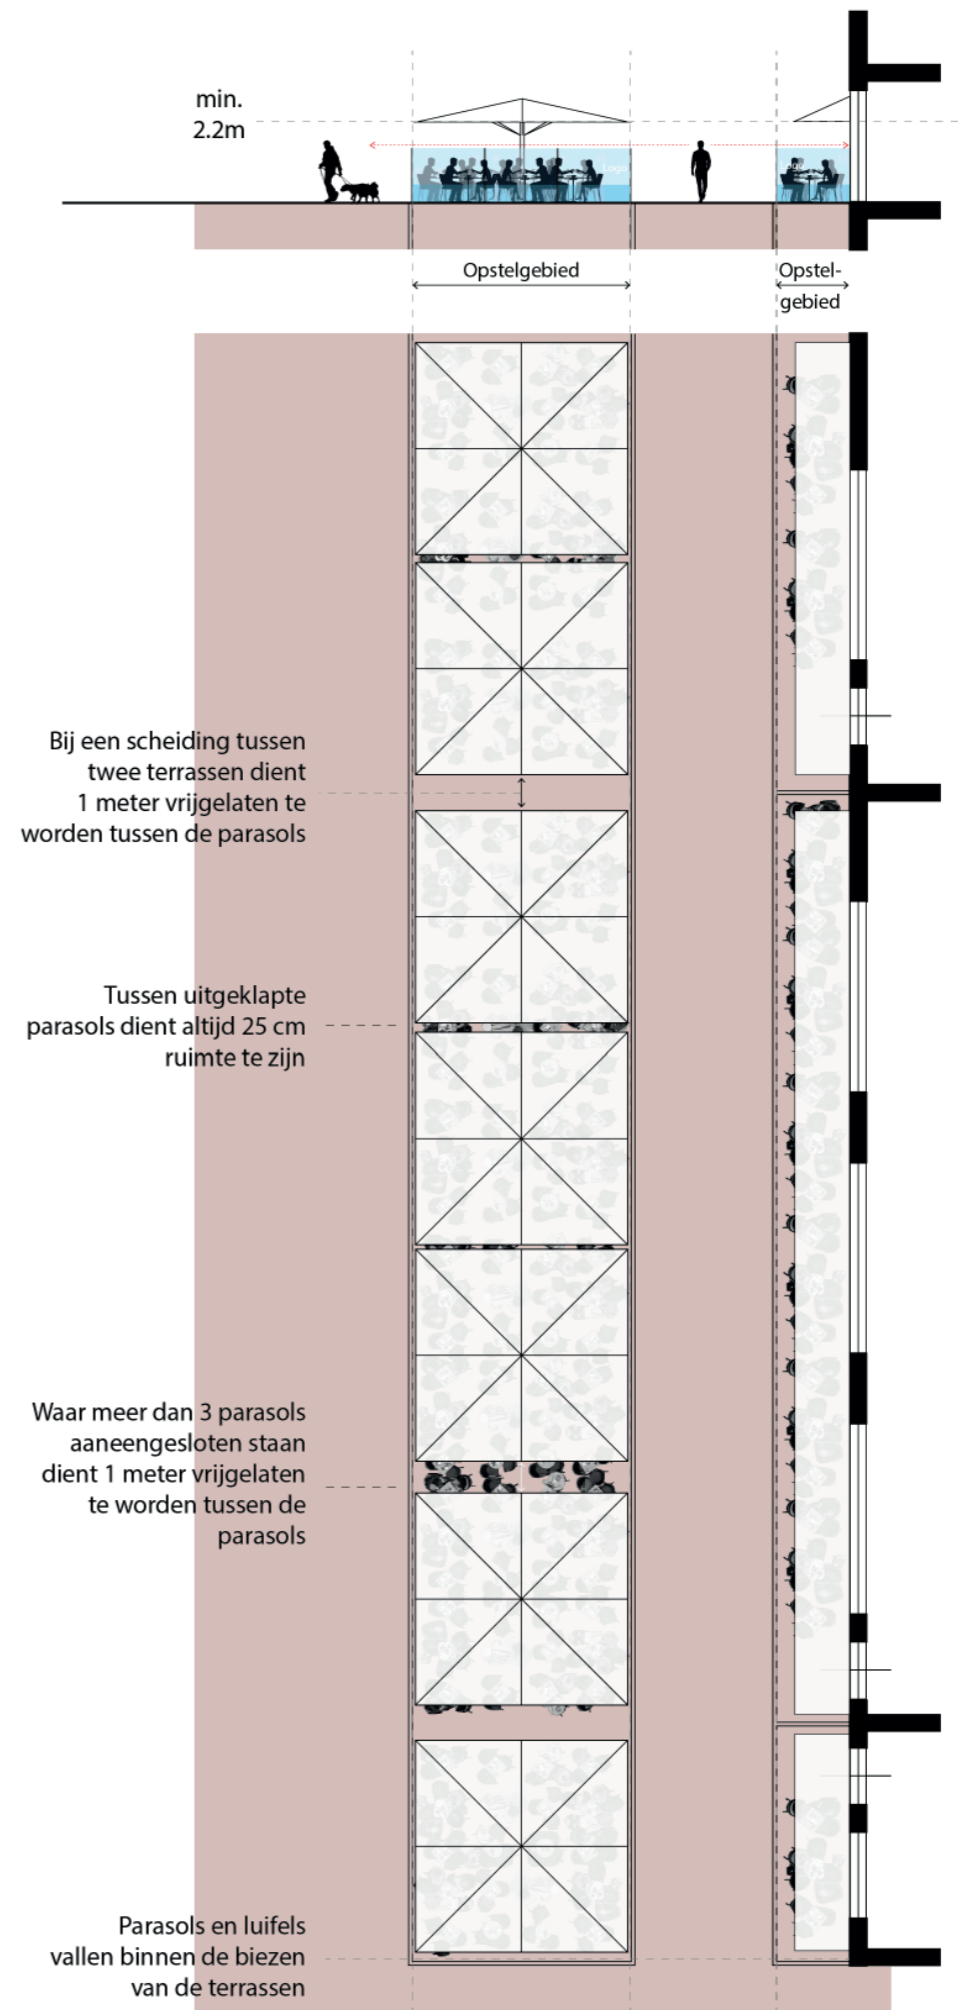 min.
2.2m
Logo
Logo
Opstelgebied
Opstel-
gebied
Bij een scheiding tussen
twee terrassen dient
1 meter vrijgelaten te
worden tussen de parasols
Tussen uitgeklapte
parasols dient altijd 25 cm
ruimte te zijn
Waar meer dan 3 parasols
aaneengesloten staan
dient 1 meter vrijgelaten
te worden tussen de
parasols
Parasols en luifels
vallen binnen de biezen
van de terrassen